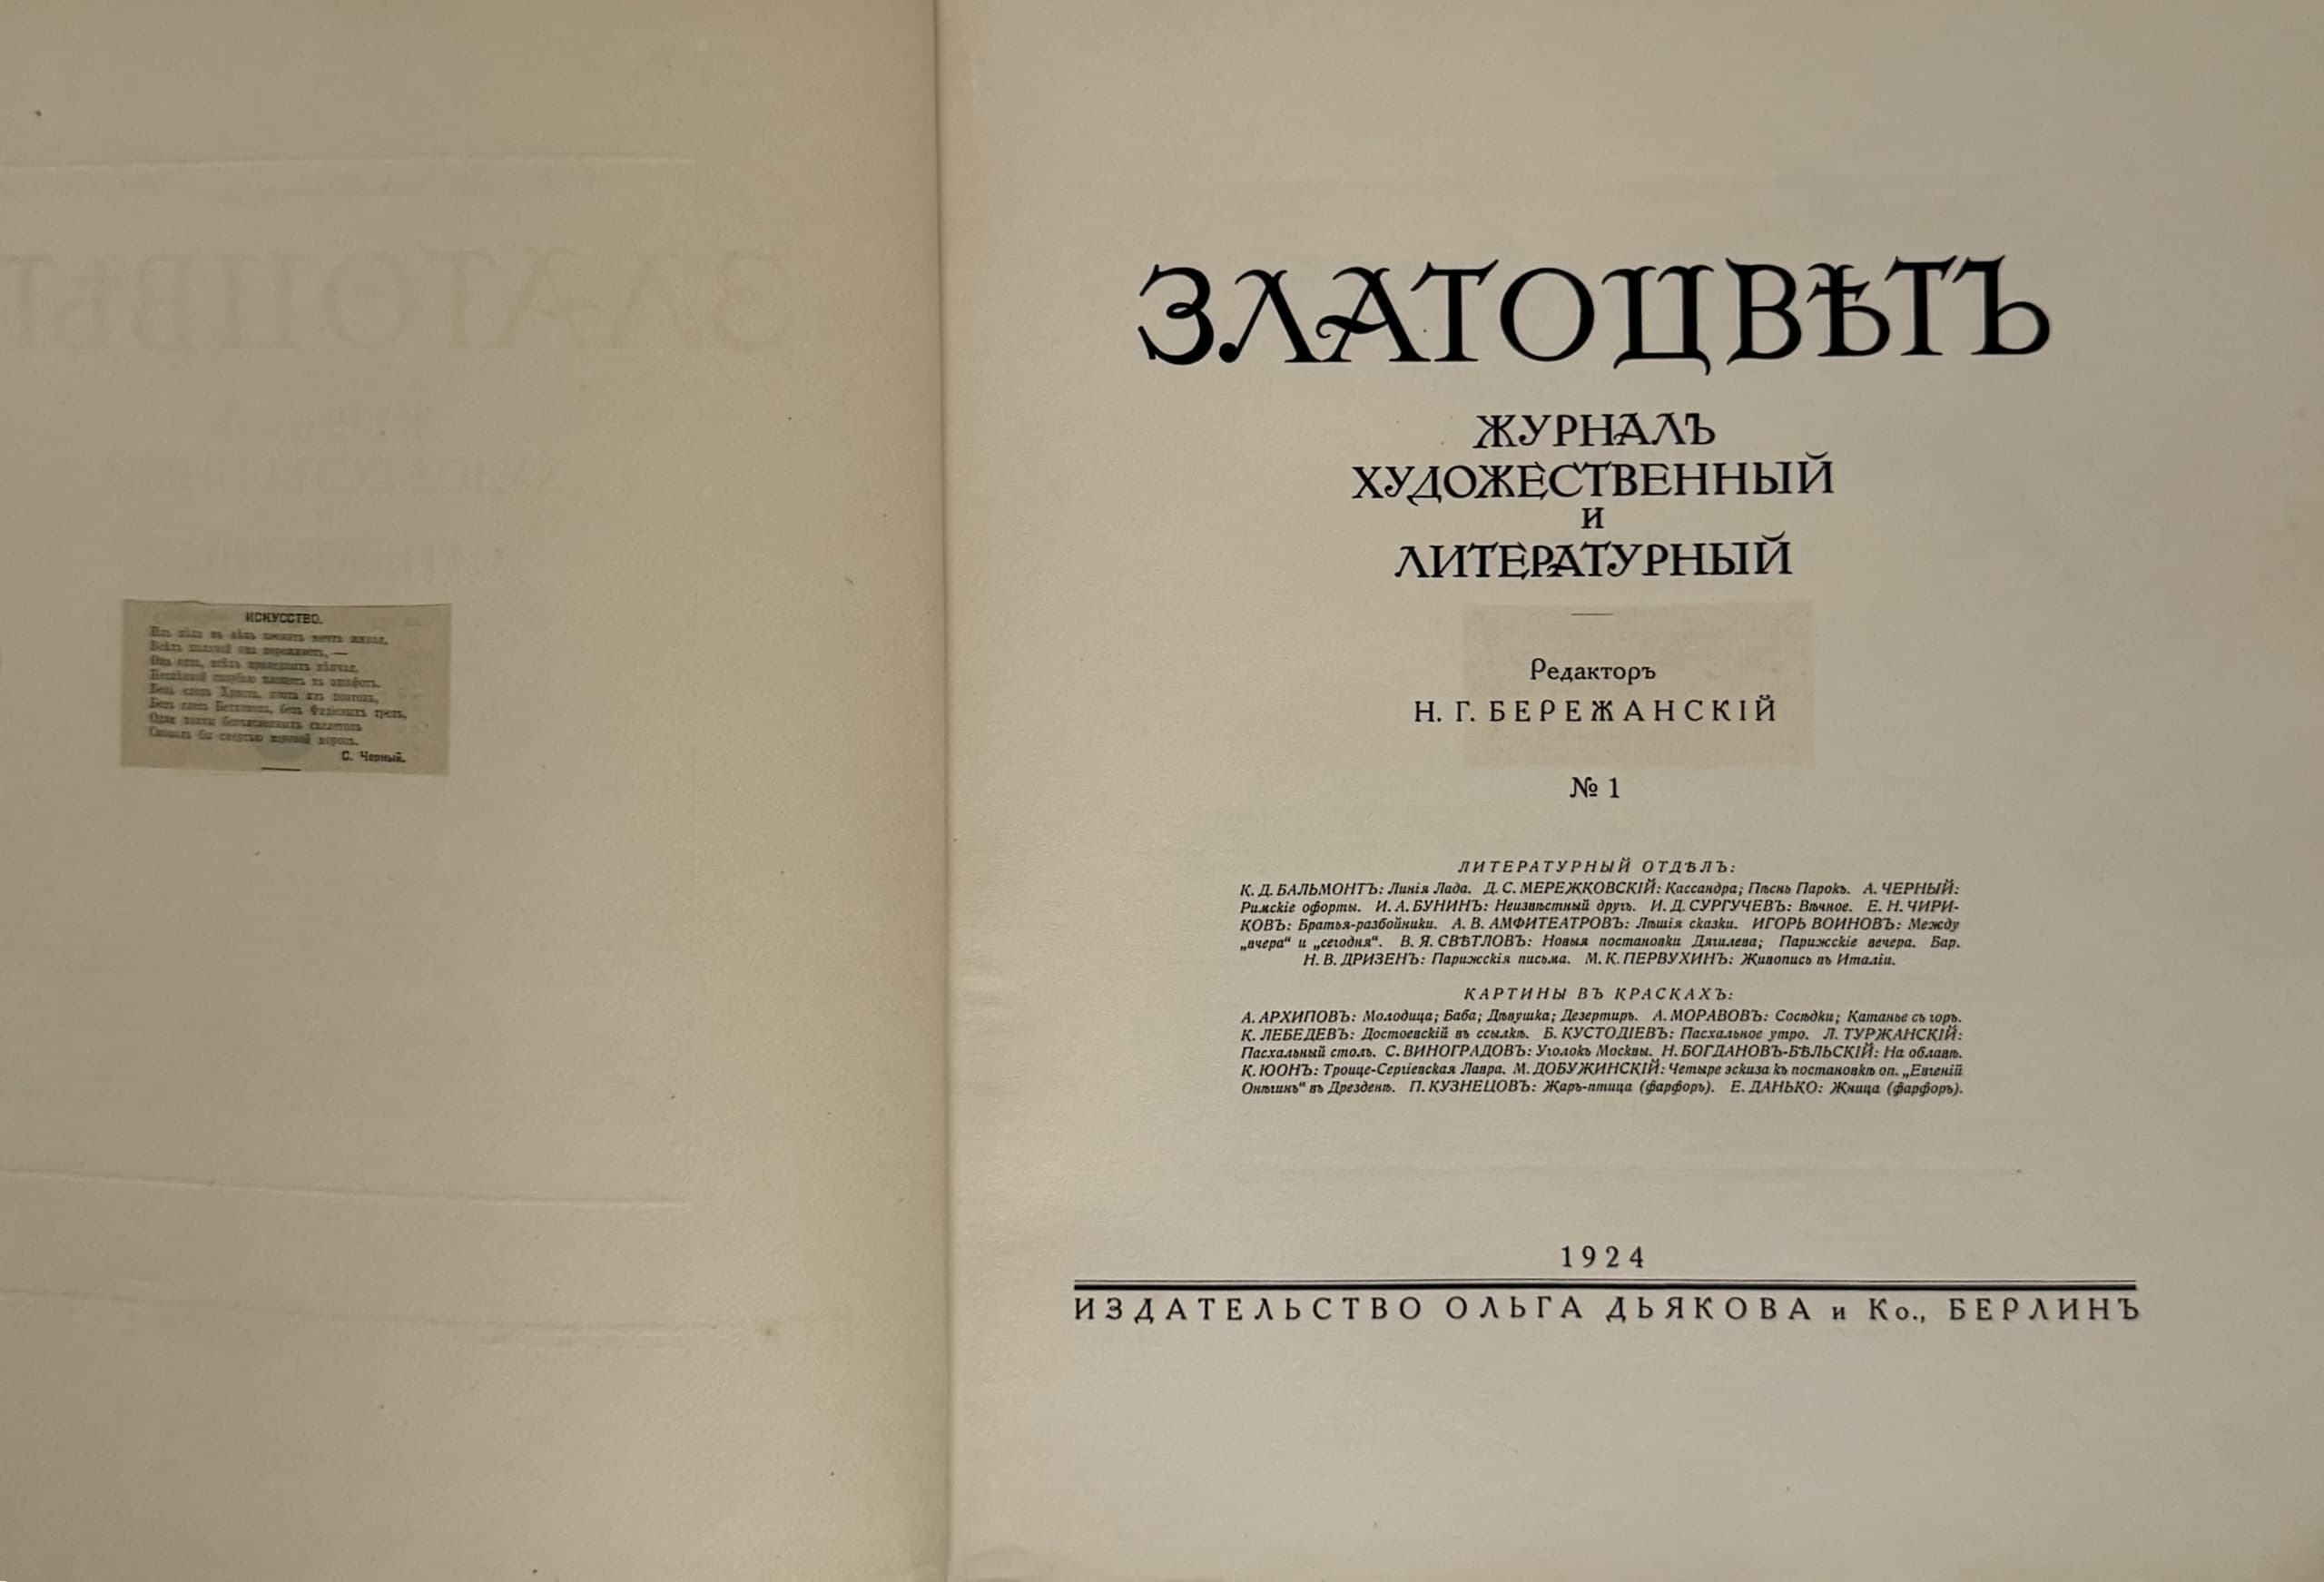 ИСКУССТВО.
С. Черный.
ЗЛАТОЦВѢТЪ
ЖУРНАЛЪ
ХУДОЖЕСТВЕННЫЙ
И
ЛИТЕРАТУРНЫЙ
Редакторъ
Н. Г. БЕРЕЖАНСКІЙ
№ 1
ЛИТЕРАТУРНЫЙ ОТДѢЛЪ:
К. Д. БАЛЬМОНТЪ: Линія Лада. Д. С. МЕРЕЖКОВСКІЙ: Кассандра; Пѣснь Парокъ. А. ЧЕРНЫЙ:
Римскіе офорты. И. А. БУНИНЪ: Неизвѣстный другъ. И. Д. СУРГУЧЕВЪ: Вѣчное. Е. Н. ЧИРИ-
КОВЪ: Братья-разбойники. А. В. АМФИТЕАТРОВЪ: Лѣшія сказки. ИГОРЬ ВОИНОВЪ: Между
„вчера“ и „сегодня“. В. Я. СВѢТЛОВЪ: Новыя постановки Дягилева; Парижскіе вечера. Бар.
Н. В. ДРИЗЕНЪ: Парижскія письма. М. К. ПЕРВУХИНЪ: Живопись въ Италіи.
КАРТИНЫ ВЪ КРАСКАХЪ:
А. АРХИПОВЪ: Молодица; Баба; Дѣвушка; Дезертиръ. А. МОРАВОВЪ: Сосѣдки; Катанье съ горъ.
К. ЛЕБЕДЕВЪ: Достоевскій въ ссылкѣ. Б. КУСТОДІЕВЪ: Пасхальное утро. Л. ТУРЖАНСКІЙ:
Пасхальный столъ. С. ВИНОГРАДОВЪ: Уголокъ Москвы. Н. БОГДАНОВЪ-БѢЛЬСКІЙ: На облавѣ.
К. ЮОНЪ: Троице-Сергіевская Лавра. М. ДОБУЖИНСКІЙ: Четыре эскиза къ постановкѣ оп. „Евгеній
Онѣгинъ“ въ Дрезденѣ. П. КУЗНЕЦОВЪ: Жаръ-птица (фарфоръ). Е. ДАНЬКО: Жница (фарфоръ).
1924
ИЗДАТЕЛЬСТВО ОЛЬГА ДЬЯКОВА и Ко., БЕРЛИНЪ